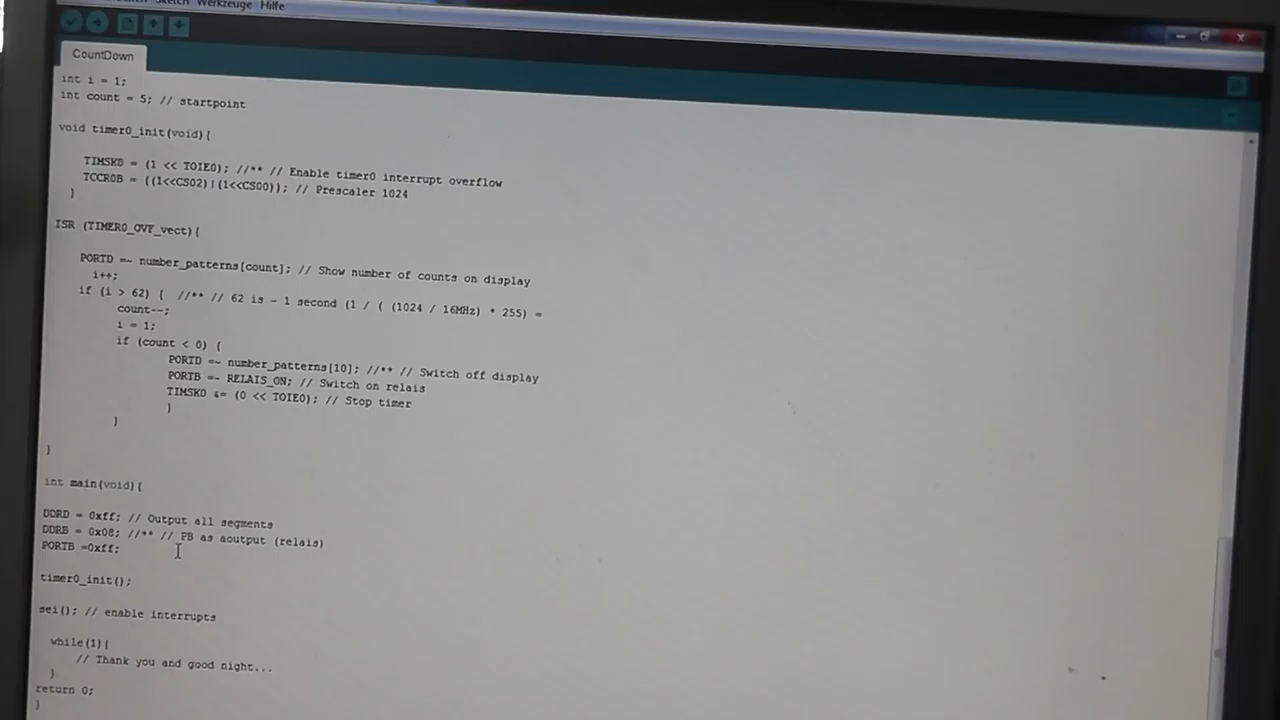 Sketch Werkzeuge Hilfe
CountDown
int i = 1;
int count = 5; // startpoint
void timer0_init(void){
TIMSK0 = (1 << TOIE0); //** // Enable timer0 interrupt overflow
TCCR0B = ((1<<CS02)|(1<<CS00)); // Prescaler 1024
}
ISR (TIMER0_OVF_vect){
PORTD =~ number_patterns[count]; // Show number of counts on display
i++;
if (i > 62) { //** // 62 is ~ 1 second (1 / ( (1024 / 16MHz) * 255) =
count--;
i = 1;
if (count < 0) {
PORTD =~ number_patterns[10]; //** // Switch off display
PORTB =~ RELAIS_ON; // Switch on relais
TIMSK0 &= (0 << TOIE0); // Stop timer
}
}
}
int main(void){
DDRD = 0xff; // Output all segments
DDRB = 0x08; //** // PB as aoutput (relais)
PORTB =0xff;
timer0_init();
sei(); // enable interrupts
while(1){
// Thank you and good night...
}
return 0;
}